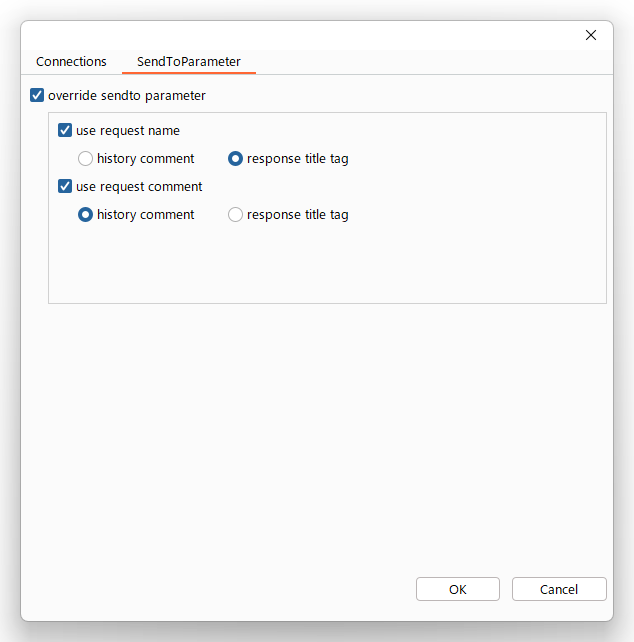 Connections SendToParameter
override sendto parameter
use request name
history comment response title tag
use request comment
history comment response title tag
OK Cancel